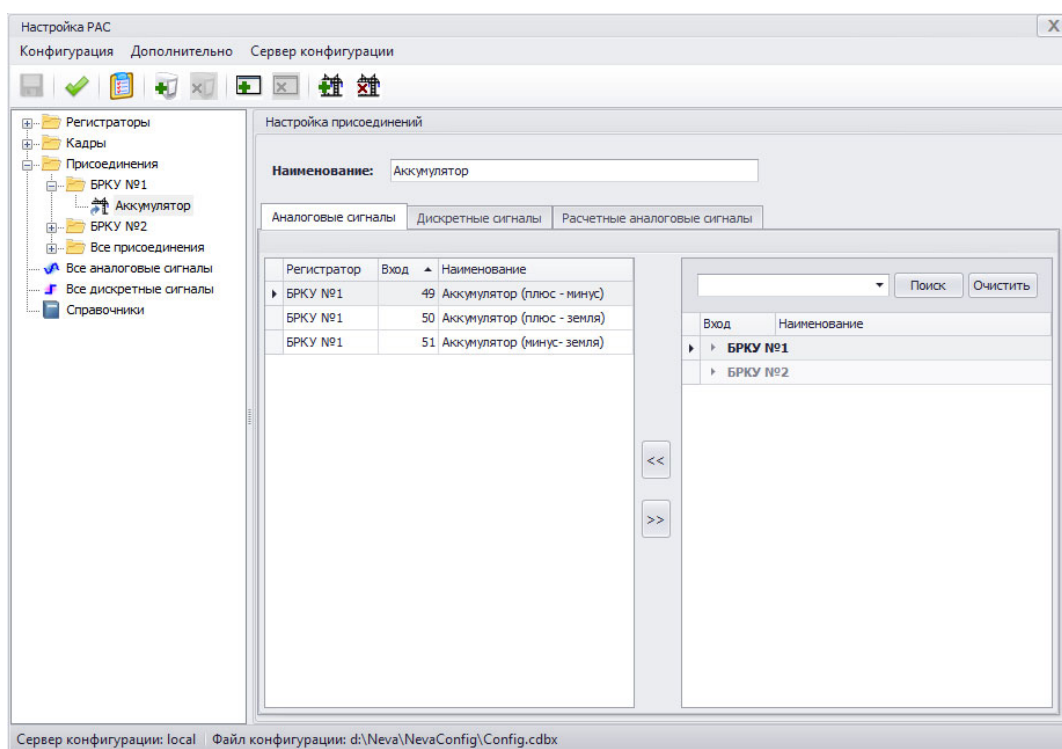 Настройка РАС
X
Конфигурация Дополнительно Сервер конфигурации
Регистраторы
Кадры
Присоединения
БРКУ №1
Аккумулятор
БРКУ №2
Все присоединения
Все аналоговые сигналы
Все дискретные сигналы
Справочники
Настройка присоединений
Наименование: Аккумулятор
Аналоговые сигналы Дискретные сигналы Расчетные аналоговые сигналы
Регистратор Вход Наименование
БРКУ №1 49 Аккумулятор (плюс - минус)
БРКУ №1 50 Аккумулятор (плюс - земля)
БРКУ №1 51 Аккумулятор (минус- земля)
<<
>>
Поиск Очистить
Вход Наименование
БРКУ №1
БРКУ №2
Сервер конфигурации: local Файл конфигурации: d:\Neva\NevaConfig\Config.cdbx